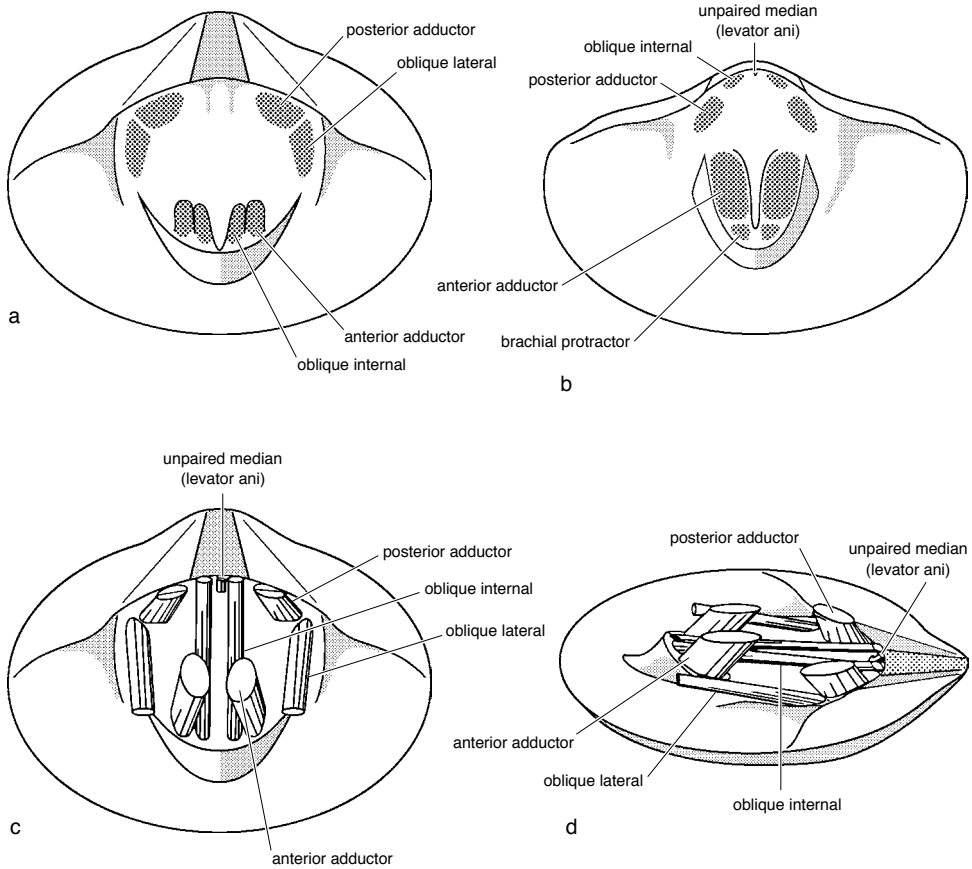 posterior adductor
oblique lateral
anterior adductor
oblique internal
a
unpaired median
(levator ani)
oblique internal
posterior adductor
anterior adductor
brachial protractor
b
unpaired median
(levator ani)
posterior adductor
oblique internal
oblique lateral
anterior adductor
c
posterior adductor
unpaired median
(levator ani)
anterior adductor
oblique lateral
oblique internal
d